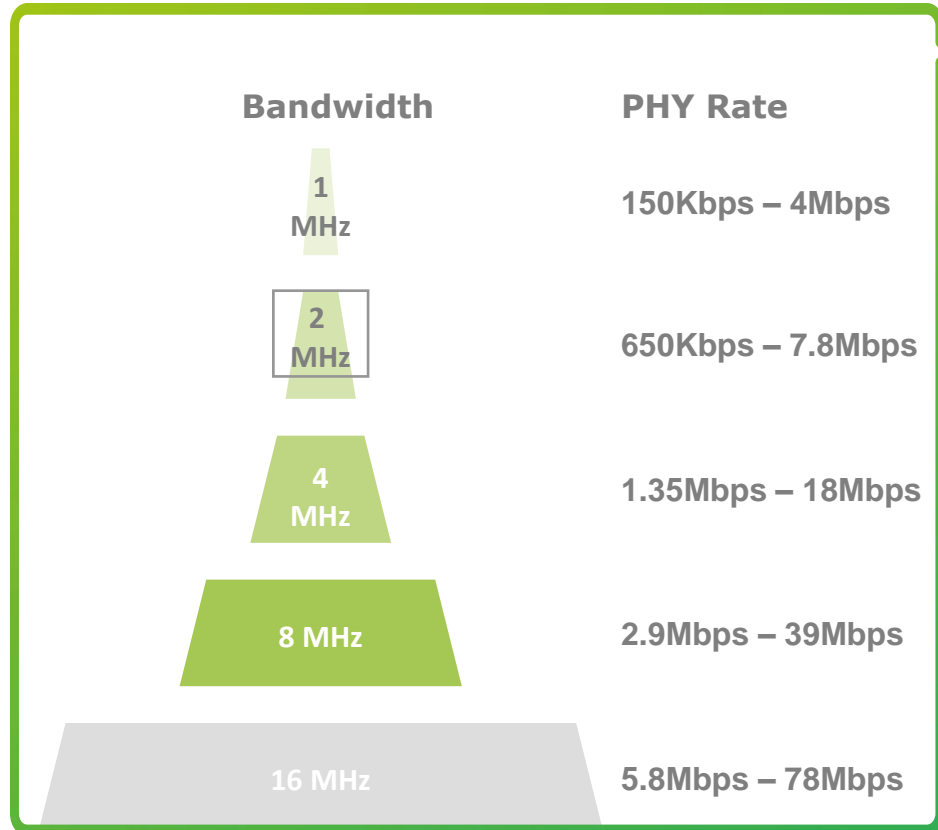 Bandwidth PHY Rate
1
MHz
150Kbps – 4Mbps
2
MHz
650Kbps – 7.8Mbps
4
MHz
1.35Mbps – 18Mbps
8 MHz
2.9Mbps – 39Mbps
16 MHz
5.8Mbps – 78Mbps